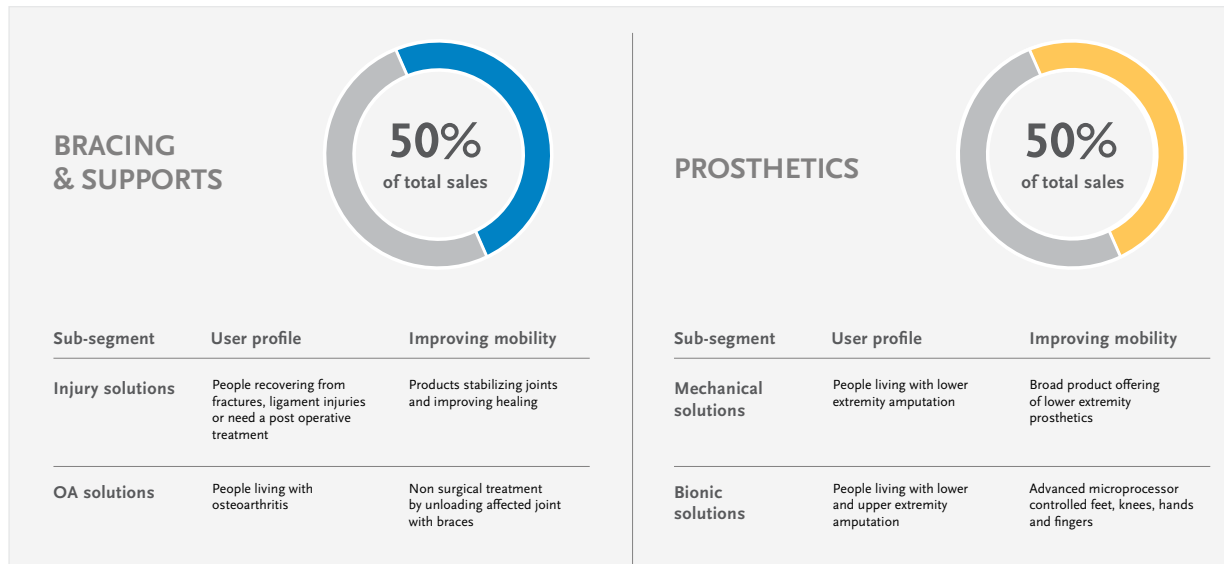 BRACING
& SUPPORTS
50%
of total sales
Sub-segment
User profile
Improving mobility
Injury solutions
People recovering from
fractures, ligament injuries
or need a post operative
treatment
Products stabilizing joints
and improving healing
OA solutions
People living with
osteoarthritis
Non surgical treatment
by unloading affected joint
with braces
PROSTHETICS
50%
of total sales
Sub-segment
User profile
Improving mobility
Mechanical
solutions
People living with lower
extremity amputation
Broad product offering
of lower extremity
prosthetics
Bionic
solutions
People living with lower
and upper extremity
amputation
Advanced microprocessor
controlled feet, knees, hands
and fingers